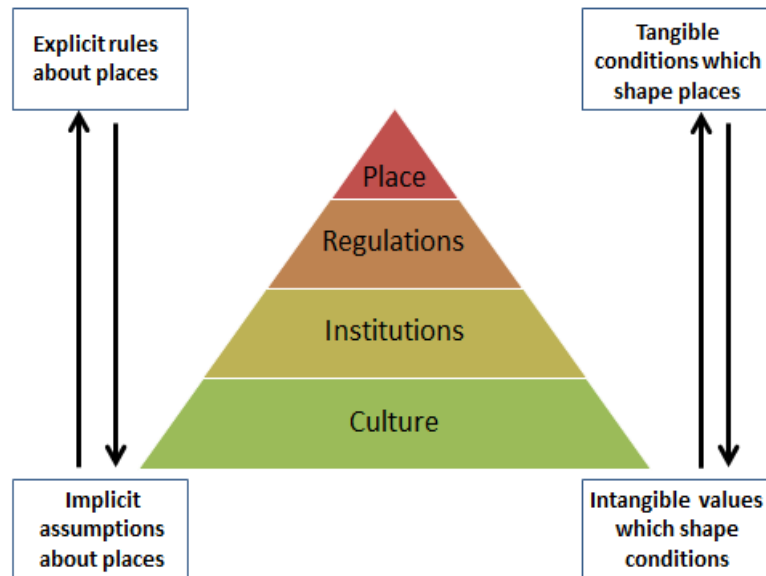 Explicit rules
about places
Tangible
conditions which
shape places
Place
Regulations
Institutions
Culture
Implicit
assumptions
about places
Intangible values
which shape
conditions